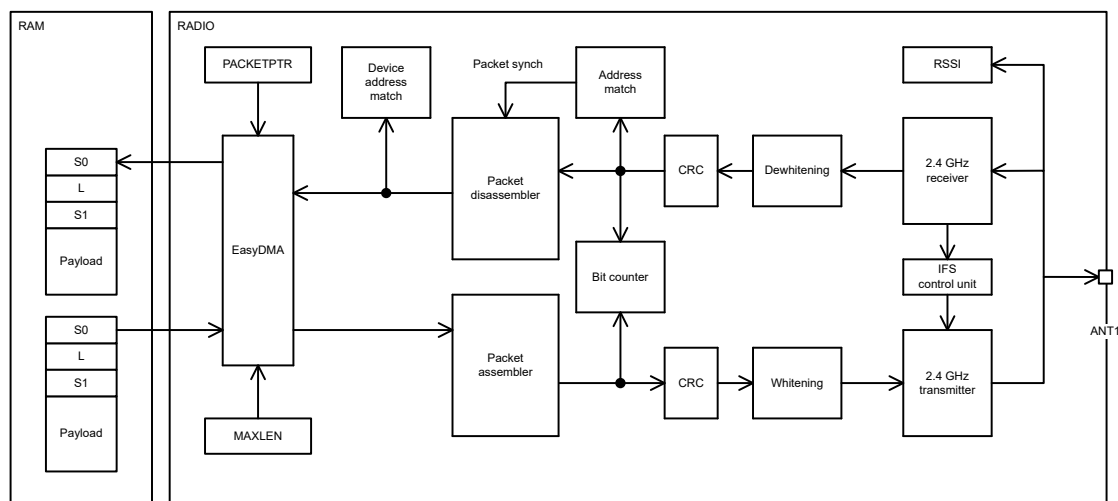 RAM
RADIO
PACKETPTR
Device
address
match
Packet synch
Address
match
RSSI
S0
L
S1
Payload
EasyDMA
Packet
disassembler
CRC
Dewhitening
2.4 GHz
receiver
Bit counter
IFS
control unit
ANT1
S0
L
S1
Payload
Packet
assembler
CRC
Whitening
2.4 GHz
transmitter
MAXLEN